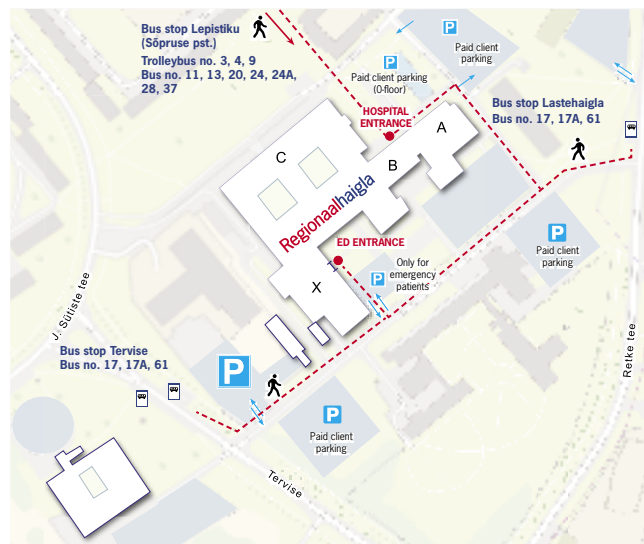 Bus stop Lepistiku
(Sõpruse pst.)
Trolleybus no. 3, 4, 9
Bus no. 11, 13, 20, 24, 24A,
28, 37
P
Paid client
parking
P
Paid client parking
(0-floor)
HOSPITAL
ENTRANCE
Bus stop Lastehaigla
Bus no. 17, 17A, 61
A
B
C
Regionaalhaigla
ED ENTRANCE
P
Only for
emergency
patients
P
Paid client
parking
X
J. Sütiste tee
Retke tee
Bus stop Tervise
Bus no. 17, 17A, 61
P
P
Paid client
parking
Tervise